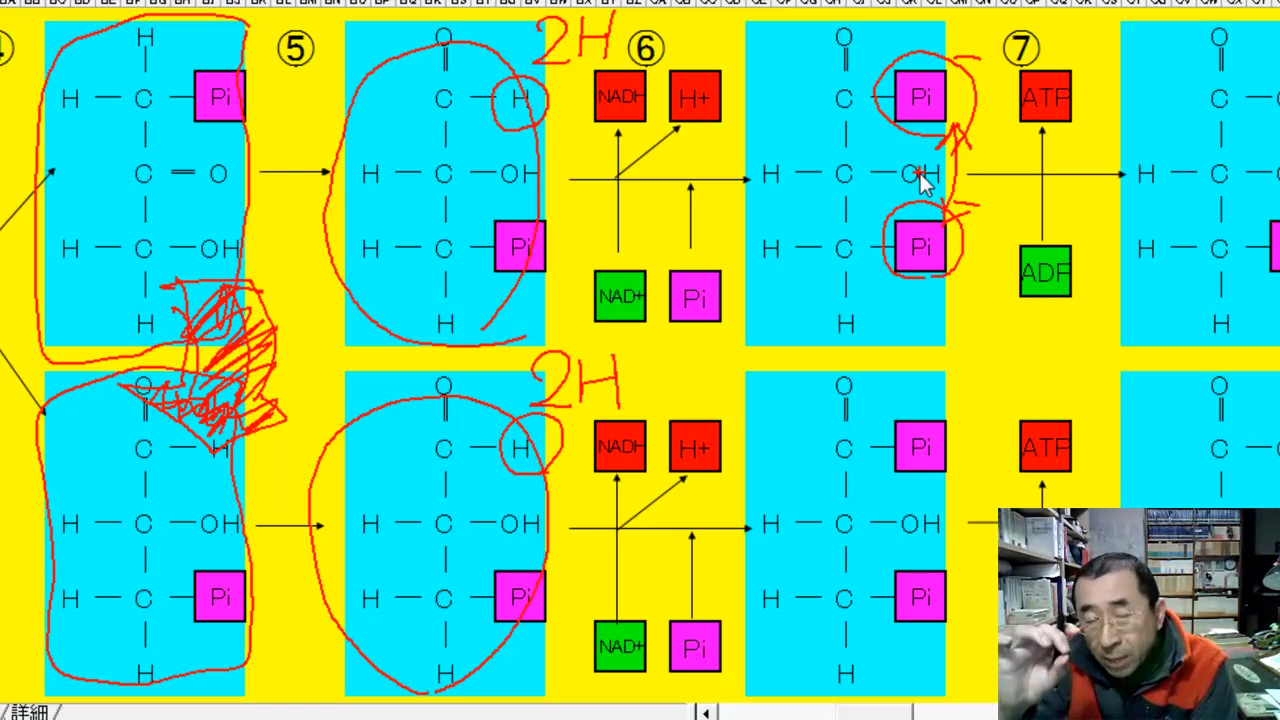 ④ ⑤ 2H ⑥ ⑦
H O O O
H C Pi C H NADH H+ C Pi ATP C
C O H C OH H C OH H C
H C OH H C Pi NAD+ Pi H C Pi ADP H C
H H H H
O O 2H O O
C H C H NADH H+ C Pi ATP C
H C OH H C OH H C OH
H C Pi H C Pi NAD+ Pi H C Pi
H H H
詳細